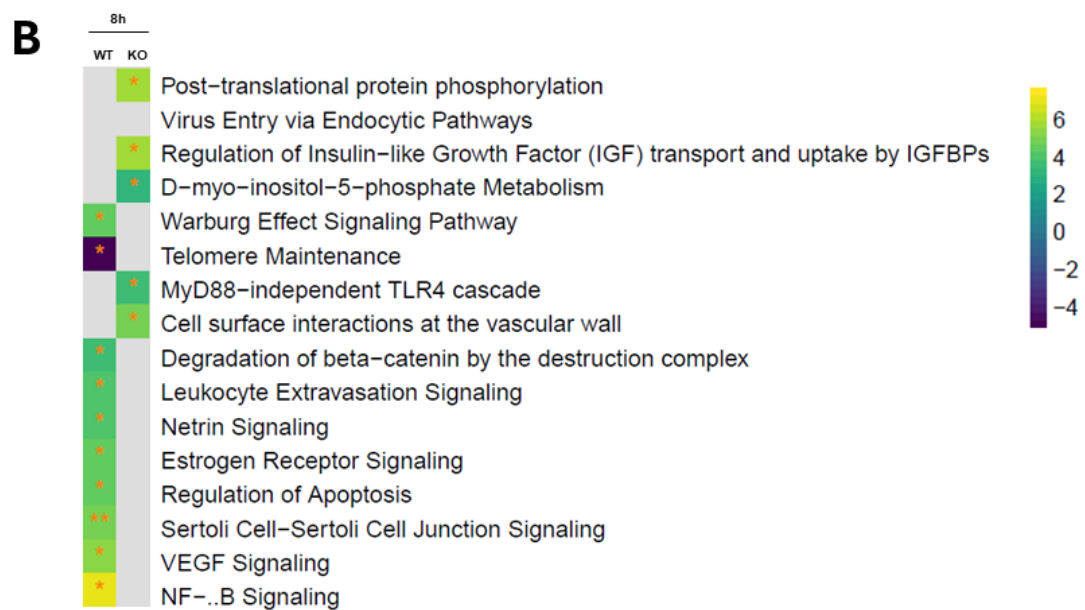 B
8h
WT KO
* Post−translational protein phosphorylation
Virus Entry via Endocytic Pathways
* Regulation of Insulin−like Growth Factor (IGF) transport and uptake by IGFBPs
* D−myo−inositol−5−phosphate Metabolism
* Warburg Effect Signaling Pathway
* Telomere Maintenance
* MyD88−independent TLR4 cascade
* Cell surface interactions at the vascular wall
* Degradation of beta−catenin by the destruction complex
* Leukocyte Extravasation Signaling
* Netrin Signaling
* Estrogen Receptor Signaling
* Regulation of Apoptosis
** Sertoli Cell−Sertoli Cell Junction Signaling
* VEGF Signaling
* NF−..B Signaling
6
4
2
0
−2
−4